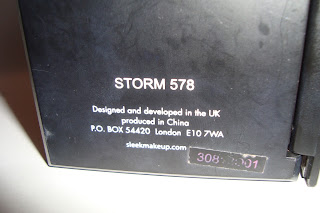 STORM 578
Designed and developed in the UK
produced in China
P.O. BOX 54420 London E10 7WA
sleekmakeup.com